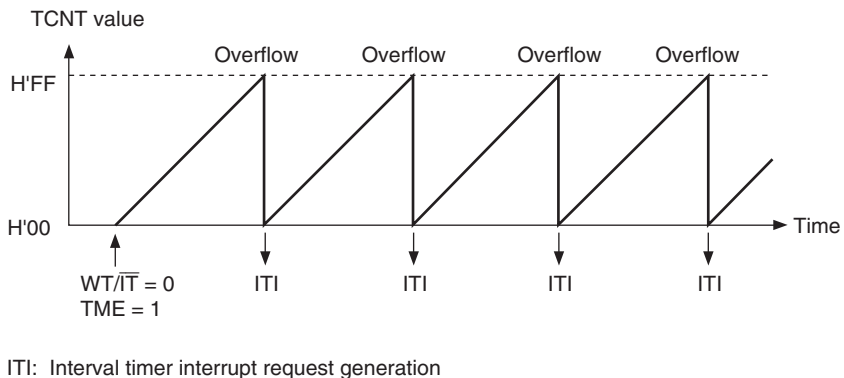 TCNT value
Overflow Overflow Overflow Overflow
H'FF
H'00
Time
WT/I̅T̅ = 0
TME = 1
ITI ITI ITI ITI
ITI: Interval timer interrupt request generation